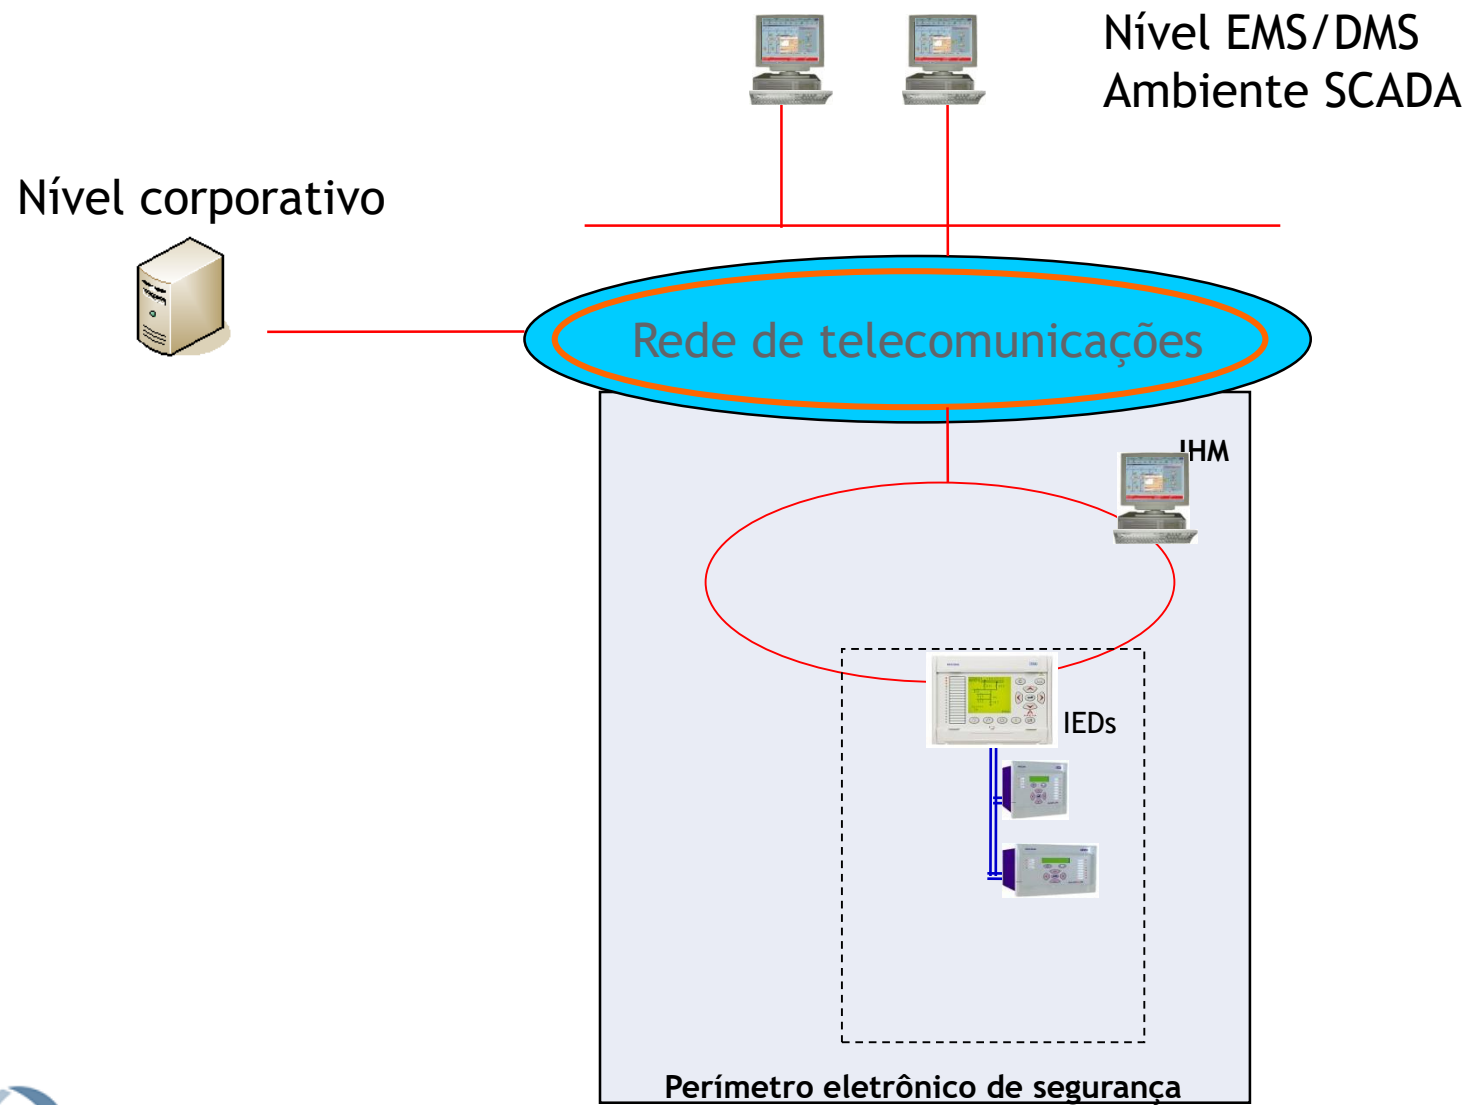 Nível EMS/DMS
Ambiente SCADA
Nível corporativo
Rede de telecomunicações
IHM
IEDs
Perímetro eletrônico de segurança